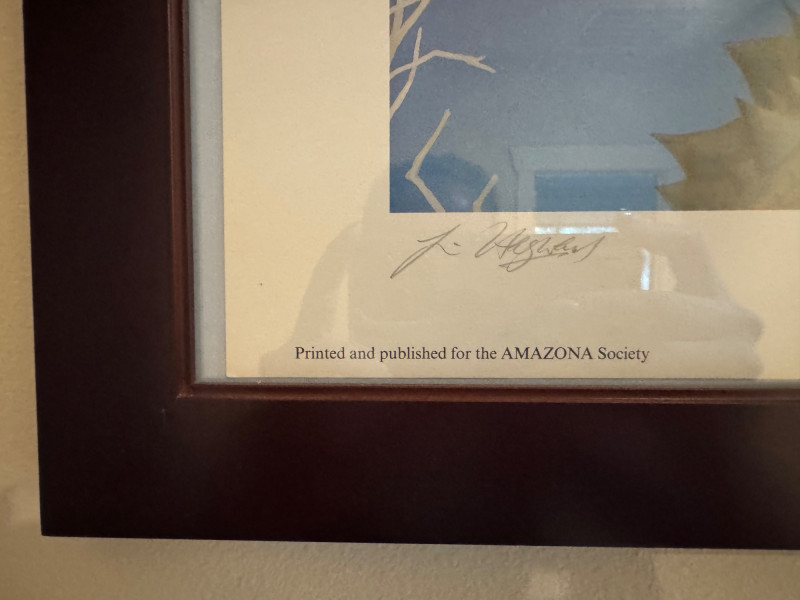 Printed and published for the AMAZONA Society